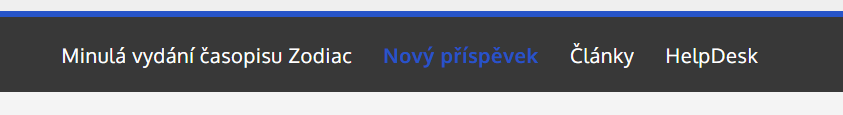 Minulá vydání časopisu Zodiac Nový příspěvek Články HelpDesk